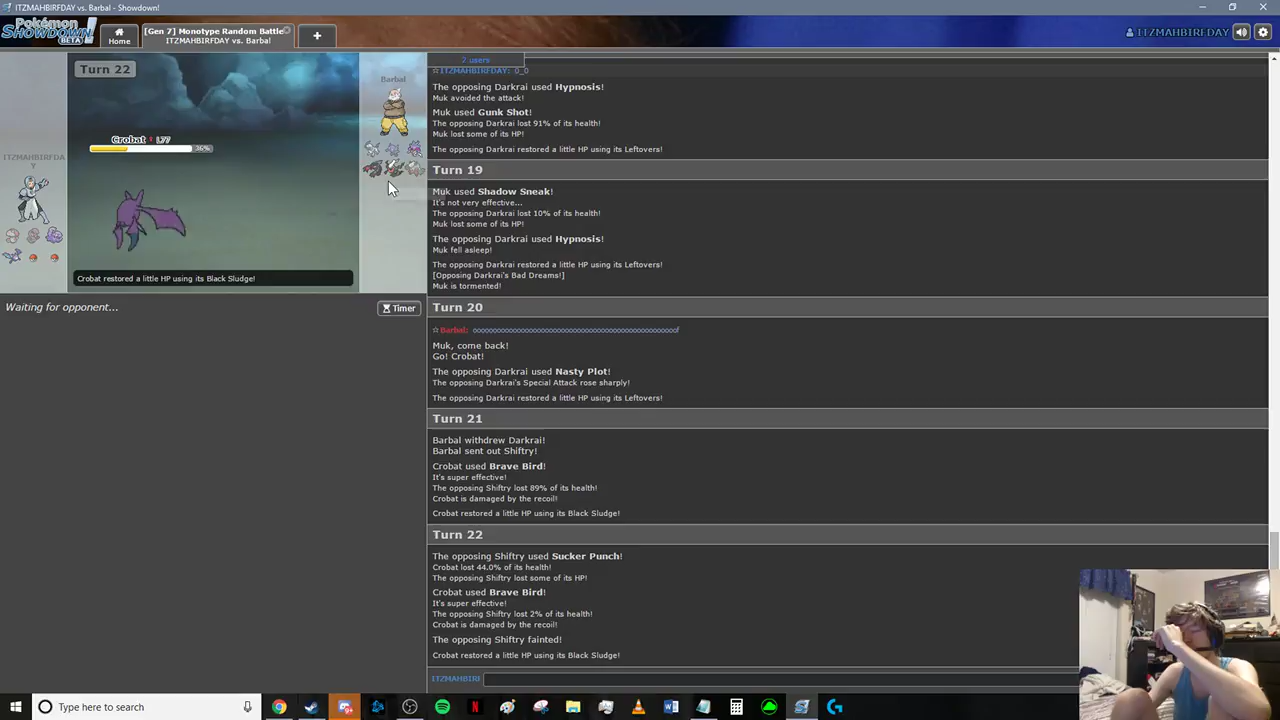 ITZMAHBIRFDAY vs. Barbal - Showdown!
Pokémon
SHOWDOWN!
BETA
Home
[Gen 7] Monotype Random Battle
ITZMAHBIRFDAY vs. Barbal
+
ITZMAHBIRFDAY
Turn 22
Barbal
Crobat L77
36%
ITZMAHBIRFDA
Y
Crobat restored a little HP using its Black Sludge!
Waiting for opponent...
Timer
2 users
☆ITZMAHBIRFDAY: 0_0
The opposing Darkrai used Hypnosis!
Muk avoided the attack!
Muk used Gunk Shot!
The opposing Darkrai lost 91% of its health!
Muk lost some of its HP!
The opposing Darkrai restored a little HP using its Leftovers!
Turn 19
Muk used Shadow Sneak!
It's not very effective...
The opposing Darkrai lost 10% of its health!
Muk lost some of its HP!
The opposing Darkrai used Hypnosis!
Muk fell asleep!
The opposing Darkrai restored a little HP using its Leftovers!
[Opposing Darkrai's Bad Dreams!]
Muk is tormented!
Turn 20
☆Barbal:
Muk, come back!
Go! Crobat!
The opposing Darkrai used Nasty Plot!
The opposing Darkrai's Special Attack rose sharply!
The opposing Darkrai restored a little HP using its Leftovers!
Turn 21
Barbal withdrew Darkrai!
Barbal sent out Shiftry!
Crobat used Brave Bird!
It's super effective!
The opposing Shiftry lost 89% of its health!
Crobat is damaged by the recoil!
Crobat restored a little HP using its Black Sludge!
Turn 22
The opposing Shiftry used Sucker Punch!
Crobat lost 44.0% of its health!
The opposing Shiftry lost some of its HP!
Crobat used Brave Bird!
It's super effective!
The opposing Shiftry lost 2% of its health!
Crobat is damaged by the recoil!
The opposing Shiftry fainted!
Crobat restored a little HP using its Black Sludge!
ITZMAHBIRF
Type here to search